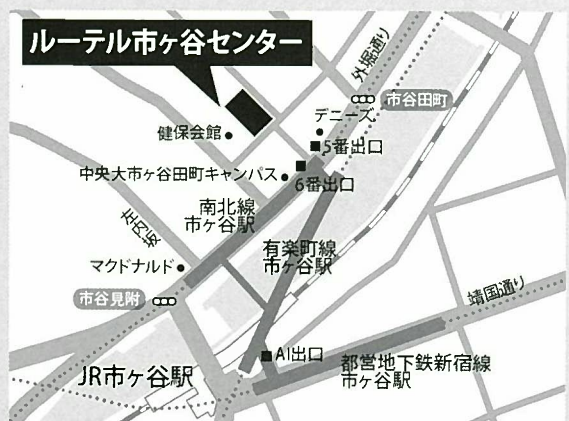 ルーテル市ヶ谷センター
外堀通り
市谷田町
デニーズ
健保会館
5番出口
中央大市ヶ谷田町キャンパス
6番出口
南北線
市ヶ谷駅
左内坂
有楽町線
市ヶ谷駅
マクドナルド
市谷見附
靖国通り
A1出口
JR市ヶ谷駅
都営地下鉄新宿線
市ヶ谷駅